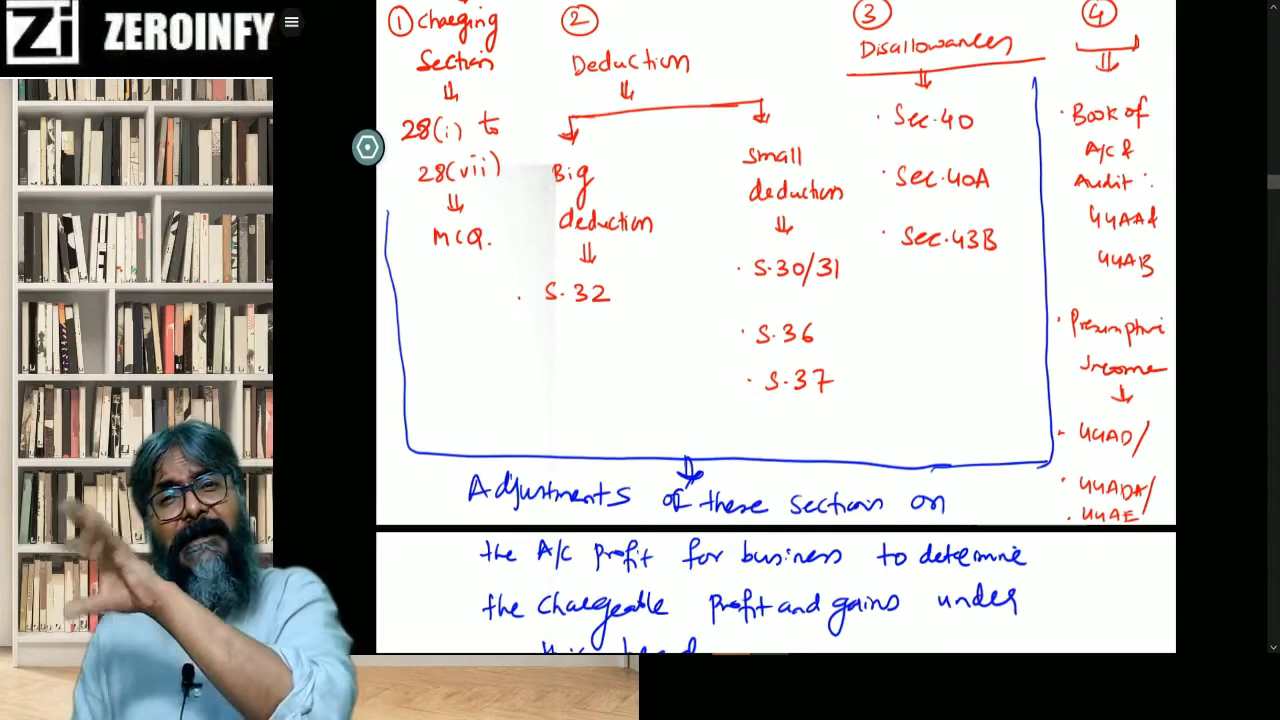 Zi ZEROINFY
① Charging
Section
⇓
28(i) to
28(vii)
⇓
MCQ.
②
Deduction
⇓
Big
deduction
⇓
· S.32
Small
deduction
⇓
· S.30/31
· S.36
· S.37
③
Disallowances
⇓
· Sec.40
· Sec.40A
· Sec.43B
④
⇓
· Book of
A/C &
Audit :
44AA &
44AB
· Presumptive
Income
↓
· 44AD/
· 44ADA/
· 44AE
Adjustments of these sections on
the A/C profit for business to determine
the chargeable profit and gains under